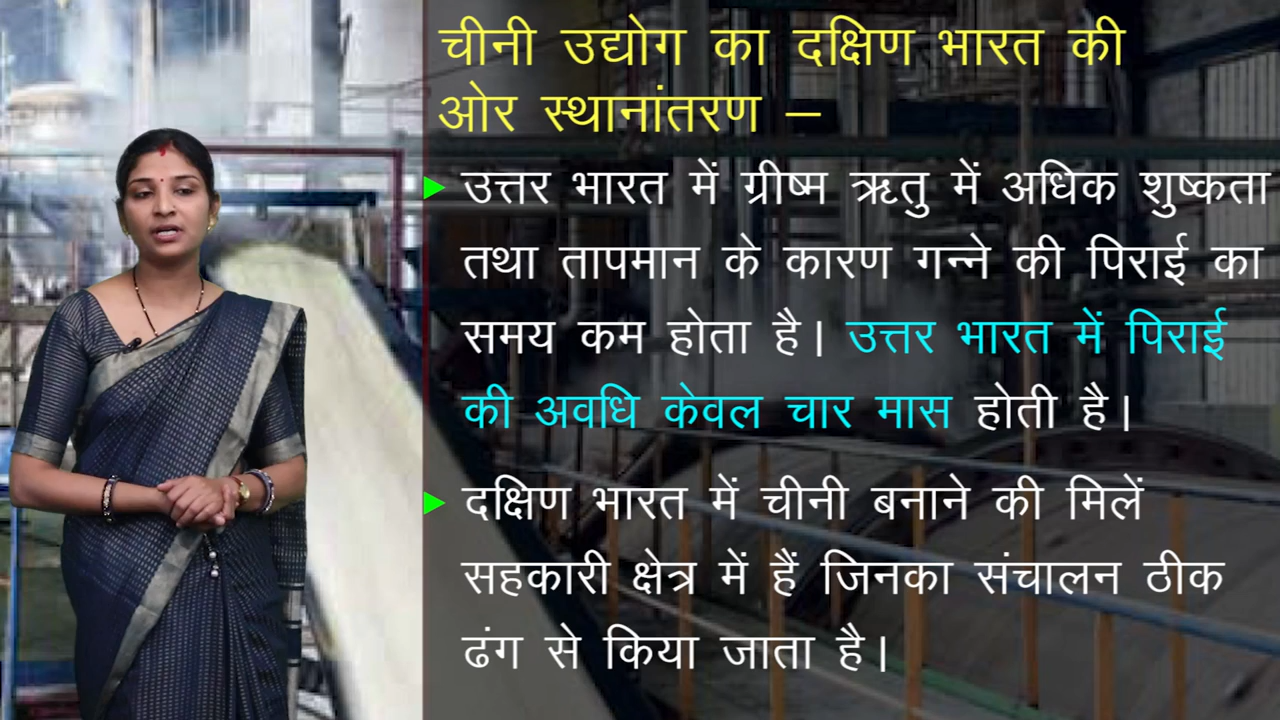 चीनी उद्योग का दक्षिण भारत की
ओर स्थानांतरण –
उत्तर भारत में ग्रीष्म ऋतु में अधिक शुष्कता
तथा तापमान के कारण गन्ने की पिराई का
समय कम होता है। उत्तर भारत में पिराई
की अवधि केवल चार मास होती है।
दक्षिण भारत में चीनी बनाने की मिलें
सहकारी क्षेत्र में हैं जिनका संचालन ठीक
ढंग से किया जाता है।